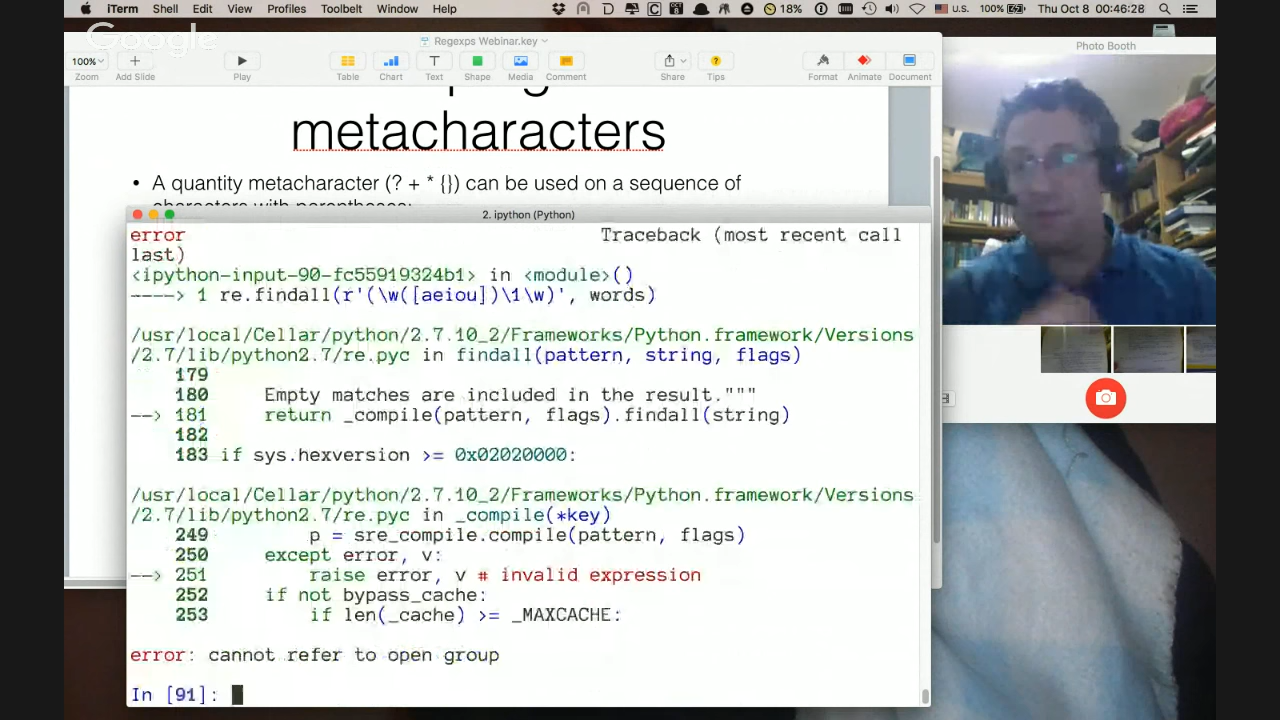 iTerm Shell Edit View Profiles Toolbelt Window Help
18% U.S. 100% Thu Oct 8 00:46:28
Google
Regexps Webinar.key
Photo Booth
100%
Zoom Add Slide Play Table Chart Text Shape Media Comment Share Tips Format Animate Document
metacharacters
• A quantity metacharacter (? + * {}) can be used on a sequence of
characters with parentheses:
2. ipython (Python)
error Traceback (most recent call
last)
<ipython-input-90-fc55919324b1> in <module>()
----> 1 re.findall(r'(\w([aeiou])\1\w)', words)
/usr/local/Cellar/python/2.7.10_2/Frameworks/Python.framework/Versions
/2.7/lib/python2.7/re.pyc in findall(pattern, string, flags)
179
180 Empty matches are included in the result."""
--> 181 return _compile(pattern, flags).findall(string)
182
183 if sys.hexversion >= 0x02020000:
/usr/local/Cellar/python/2.7.10_2/Frameworks/Python.framework/Versions
/2.7/lib/python2.7/re.pyc in _compile(*key)
249 p = sre_compile.compile(pattern, flags)
250 except error, v:
--> 251 raise error, v # invalid expression
252 if not bypass_cache:
253 if len(_cache) >= _MAXCACHE:
error: cannot refer to open group
In [91]: